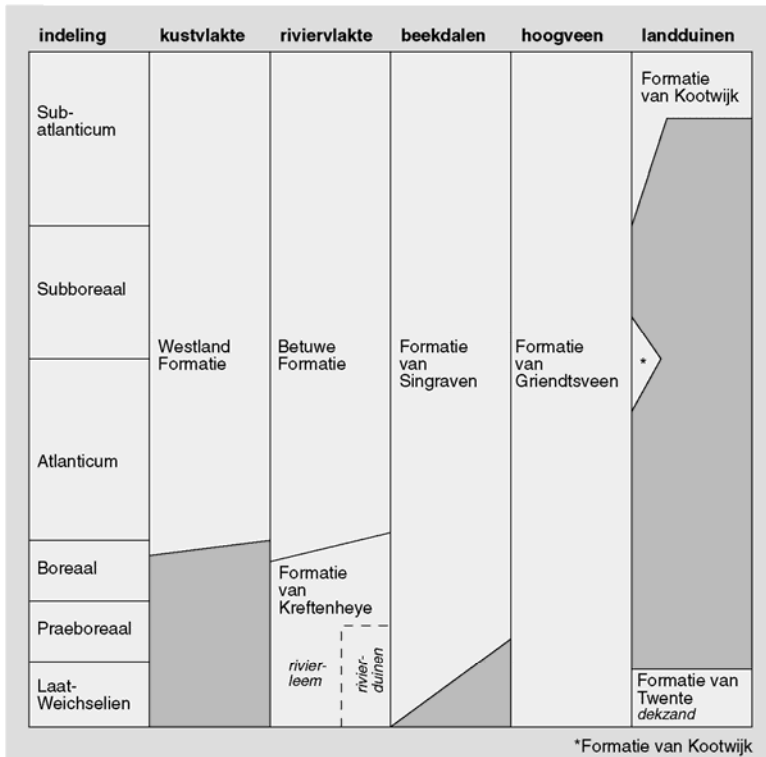 indeling kustvlakte riviervlakte beekdalen hoogveen landduinen
Sub-
atlanticum
Subboreaal
Atlanticum
Boreaal
Praeboreaal
Laat-
Weichselien
Westland
Formatie
Betuwe
Formatie
Formatie
van
Kreftenheye
rivier-
leem
rivier-
duinen
Formatie
van
Singraven
Formatie
van
Griendtsveen
Formatie
van Kootwijk
*
Formatie van
Twente
dekzand
*Formatie van Kootwijk